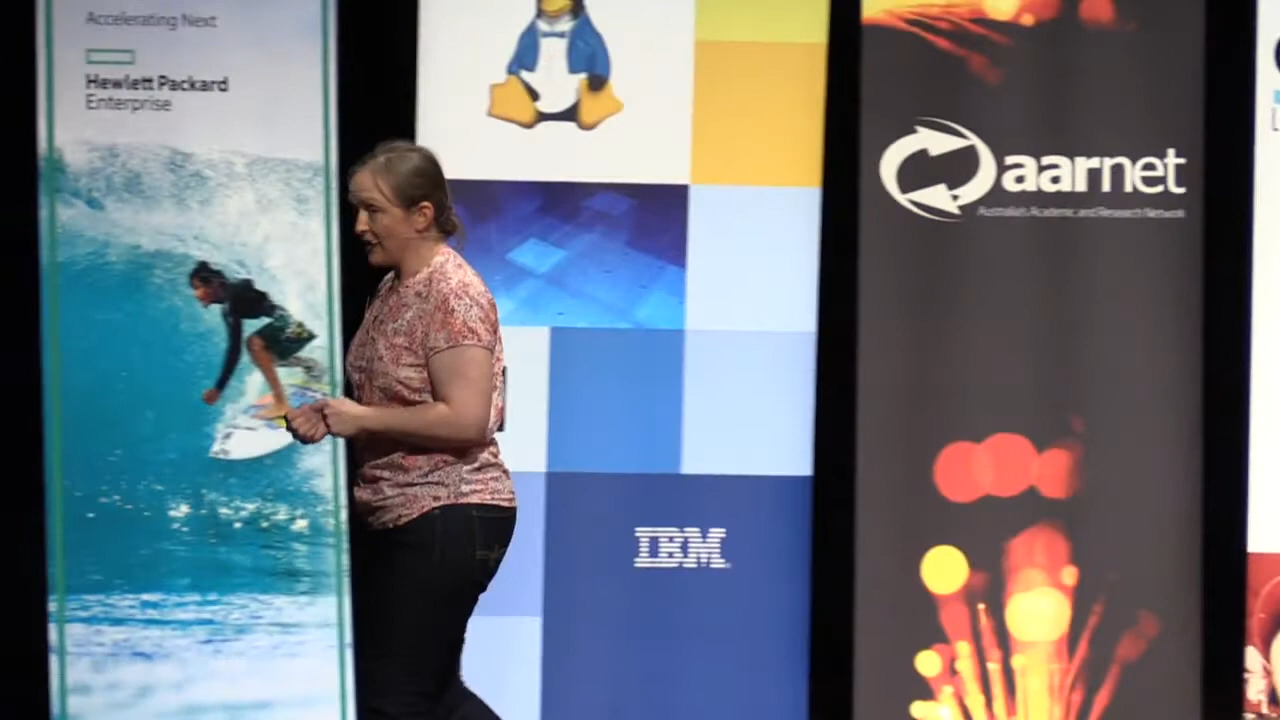 Accelerating Next
Hewlett Packard
Enterprise
aarnet
Australia's Academic and Research Network
IBM